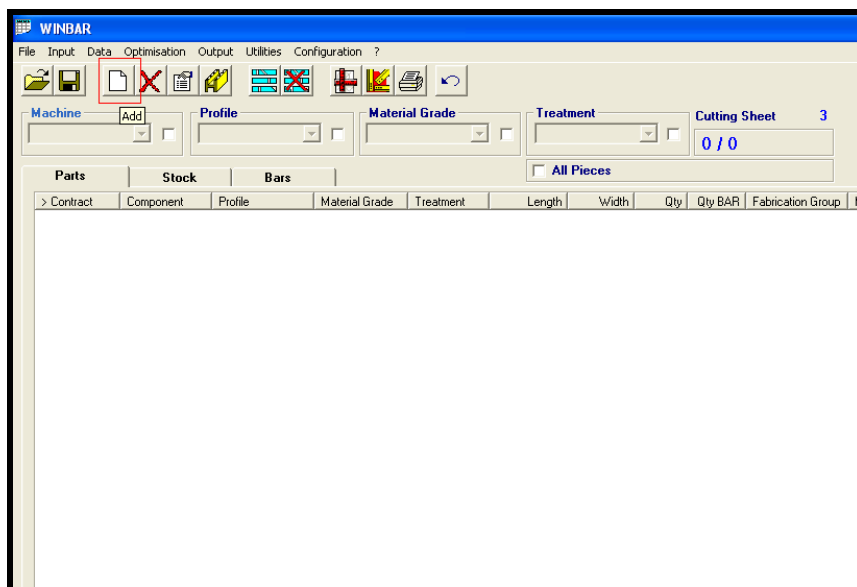 WINBAR
File Input Data Optimisation Output Utilities Configuration ?
Add
Machine Profile Material Grade Treatment Cutting Sheet 3
0 / 0
All Pieces
Parts Stock Bars
> Contract Component Profile Material Grade Treatment Length Width Qty Qty BAR Fabrication Group